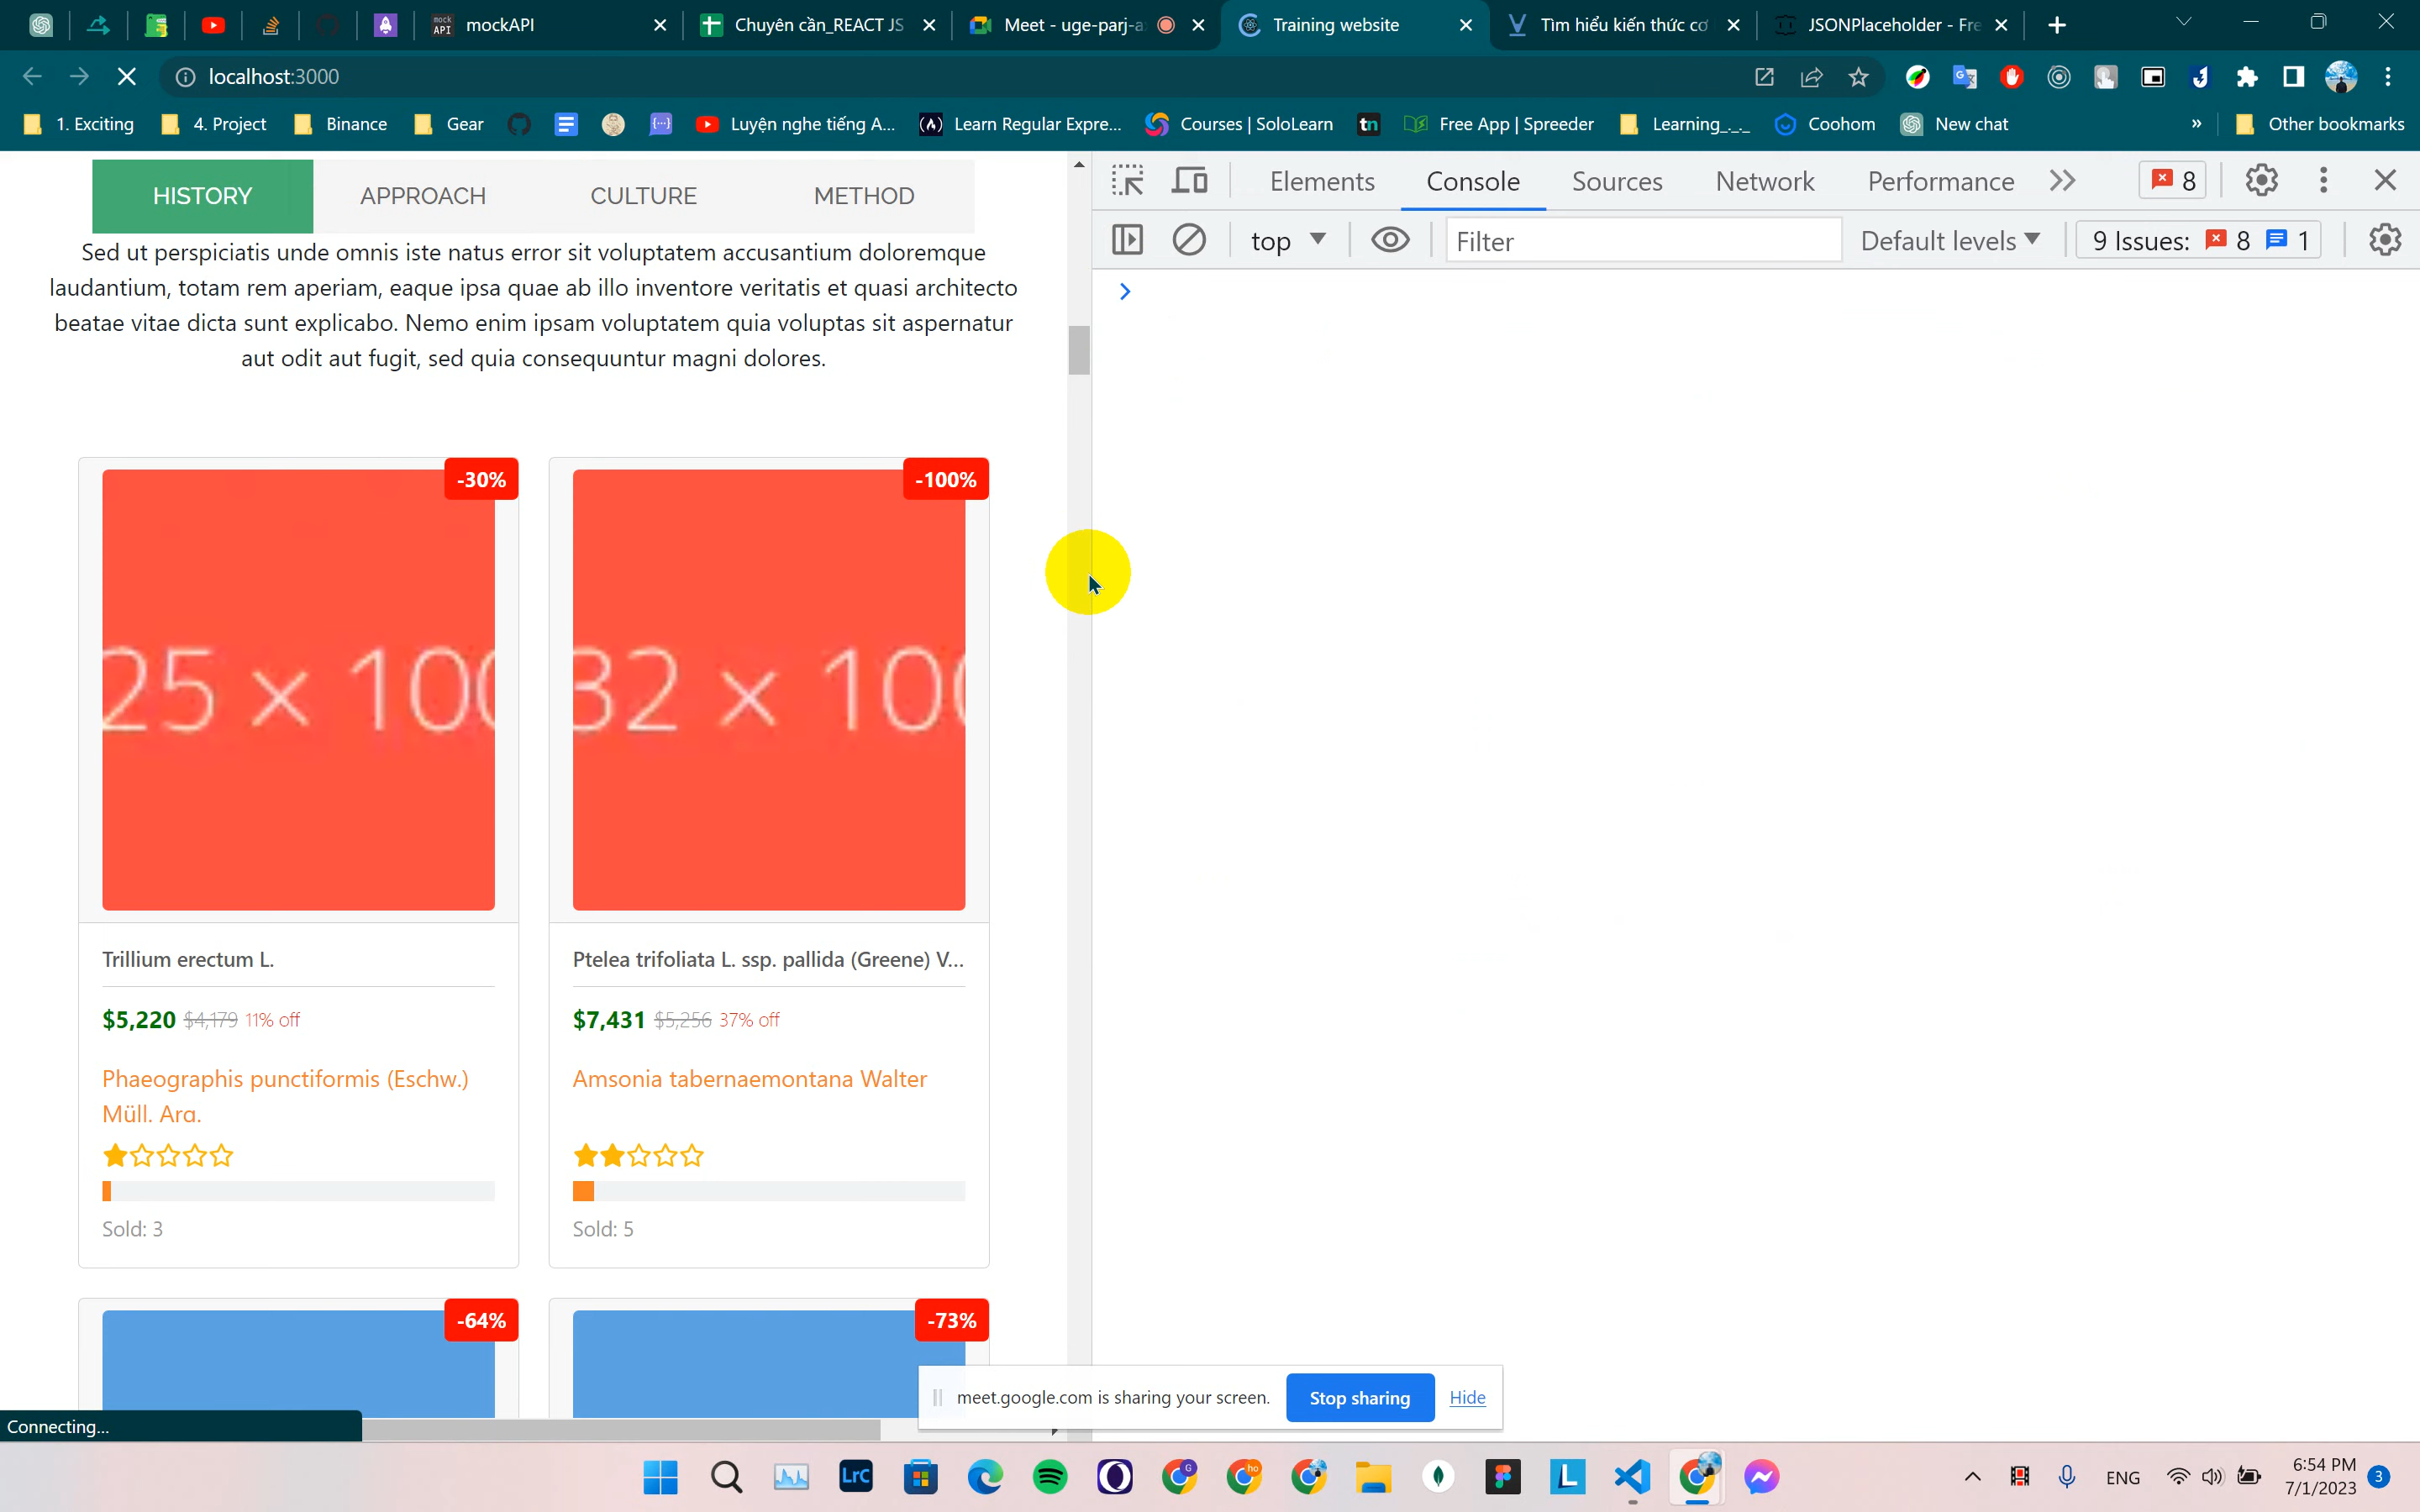 mock API
mockAPI
Chuyên cần_REACT JS
Meet - uge-parj-a
Training website
Tìm hiểu kiến thức cơ
JSONPlaceholder - Fre
localhost:3000
1. Exciting
4. Project
Binance
Gear
Luyện nghe tiếng A...
Learn Regular Expre...
Courses | SoloLearn
tn
Free App | Spreeder
Learning_._._
Coohom
New chat
»
Other bookmarks
HISTORY
APPROACH
CULTURE
METHOD
Sed ut perspiciatis unde omnis iste natus error sit voluptatem accusantium doloremque
laudantium, totam rem aperiam, eaque ipsa quae ab illo inventore veritatis et quasi architecto
beatae vitae dicta sunt explicabo. Nemo enim ipsam voluptatem quia voluptas sit aspernatur
aut odit aut fugit, sed quia consequuntur magni dolores.
-30%
25 × 100
Trillium erectum L.
$5,220 $4,179 11% off
Phaeographis punctiformis (Eschw.)
Müll. Arg.
Sold: 3
-100%
32 × 100
Ptelea trifoliata L. ssp. pallida (Greene) V...
$7,431 $5,256 37% off
Amsonia tabernaemontana Walter
Sold: 5
-64%
-73%
Connecting...
Elements
Console
Sources
Network
Performance
8
top
Filter
Default levels
9 Issues: 8 1
meet.google.com is sharing your screen.
Stop sharing
Hide
LrC
G
ho
L
ENG
6:54 PM
7/1/2023
3